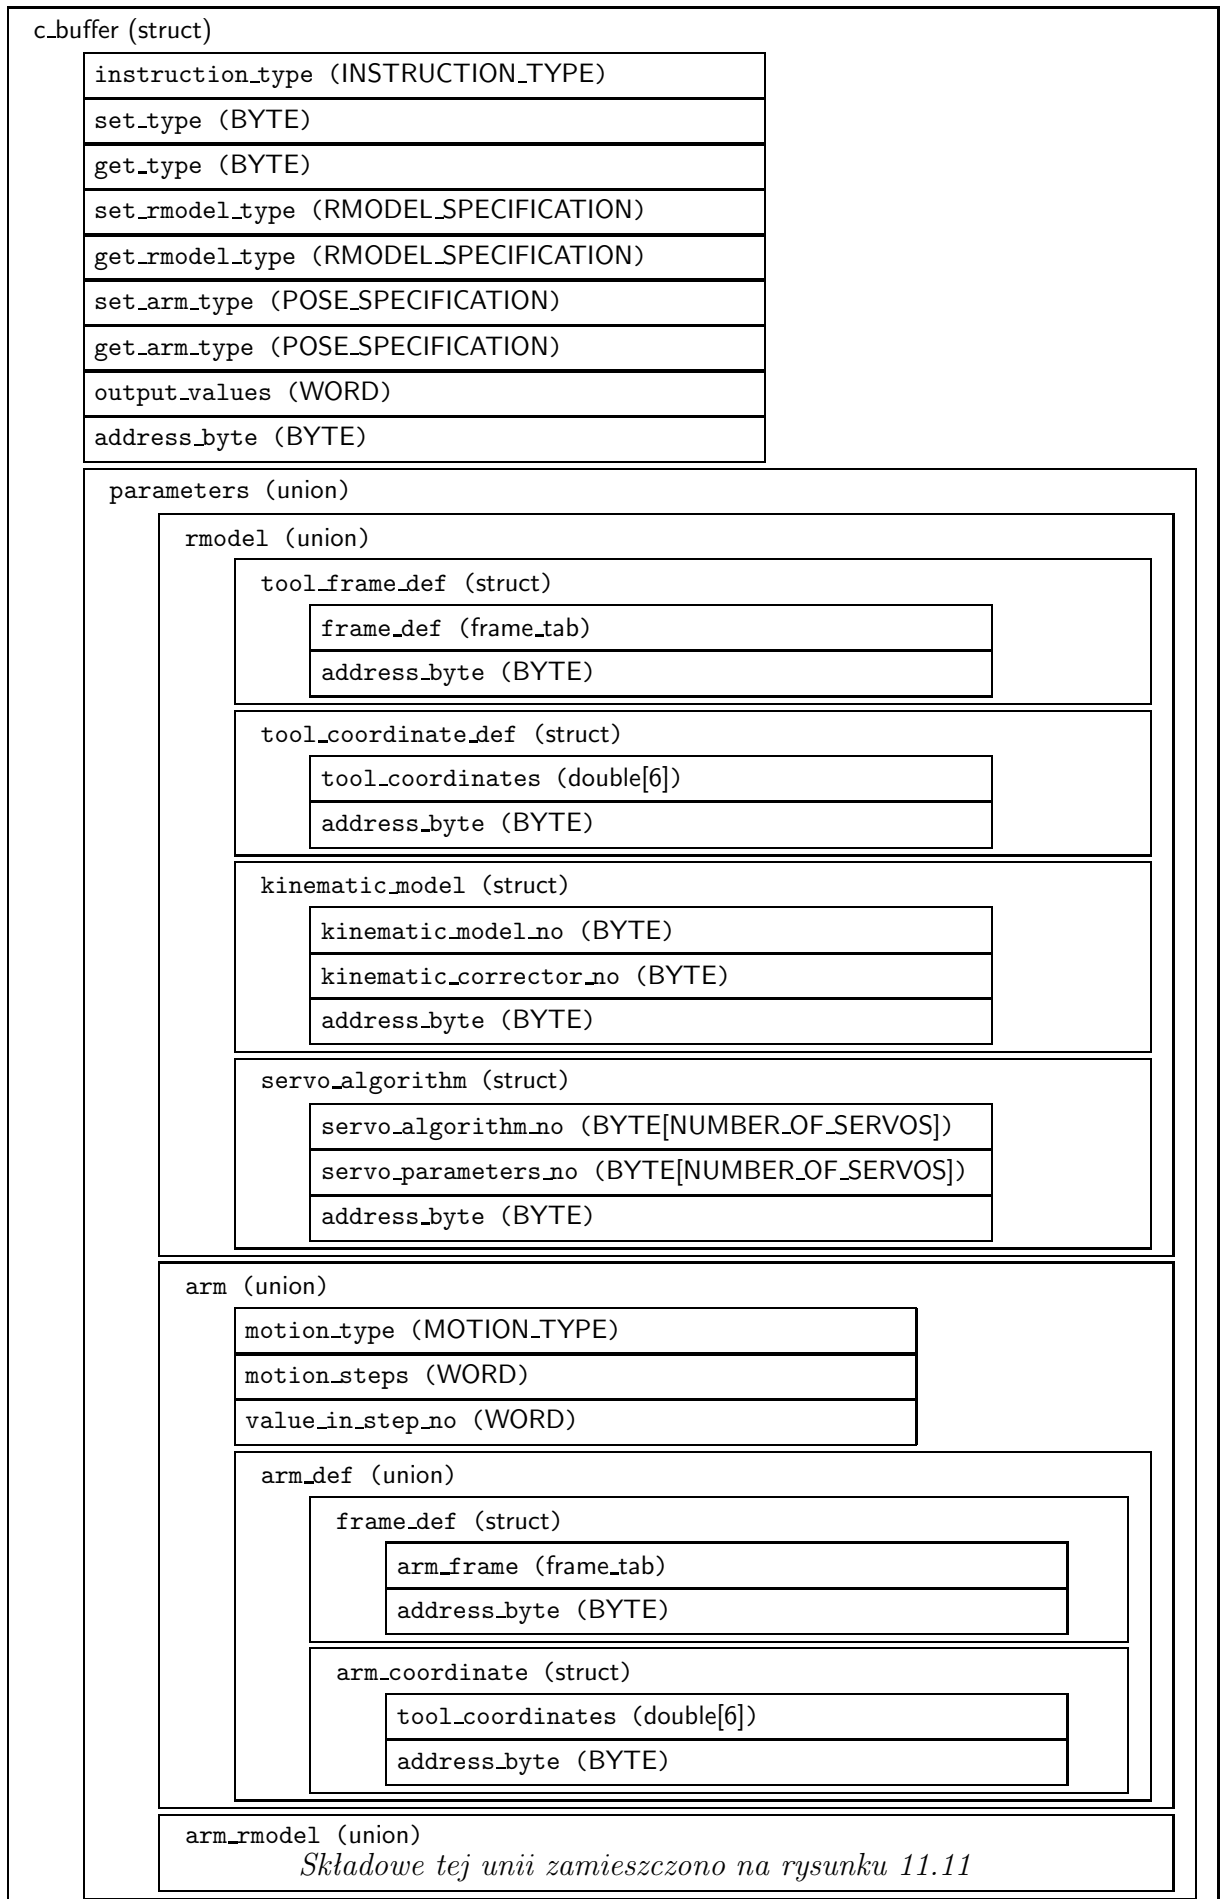 c_buffer (struct)
instruction_type (INSTRUCTION_TYPE)
set_type (BYTE)
get_type (BYTE)
set_rmodel_type (RMODEL_SPECIFICATION)
get_rmodel_type (RMODEL_SPECIFICATION)
set_arm_type (POSE_SPECIFICATION)
get_arm_type (POSE_SPECIFICATION)
output_values (WORD)
address_byte (BYTE)
parameters (union)
rmodel (union)
tool_frame_def (struct)
frame_def (frame_tab)
address_byte (BYTE)
tool_coordinate_def (struct)
tool_coordinates (double[6])
address_byte (BYTE)
kinematic_model (struct)
kinematic_model_no (BYTE)
kinematic_corrector_no (BYTE)
address_byte (BYTE)
servo_algorithm (struct)
servo_algorithm_no (BYTE[NUMBER_OF_SERVOS])
servo_parameters_no (BYTE[NUMBER_OF_SERVOS])
address_byte (BYTE)
arm (union)
motion_type (MOTION_TYPE)
motion_steps (WORD)
value_in_step_no (WORD)
arm_def (union)
frame_def (struct)
arm_frame (frame_tab)
address_byte (BYTE)
arm_coordinate (struct)
tool_coordinates (double[6])
address_byte (BYTE)
arm_rmodel (union)
Składowe tej unii zamieszczono na rysunku 11.11